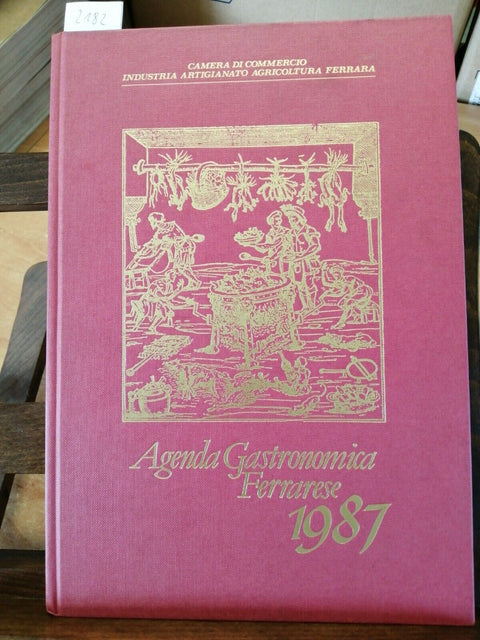 2182
CAMERA DI COMMERCIO
INDUSTRIA ARTIGIANATO AGRICOLTURA FERRARA
Agenda Gastronomica
Ferrarese
1987